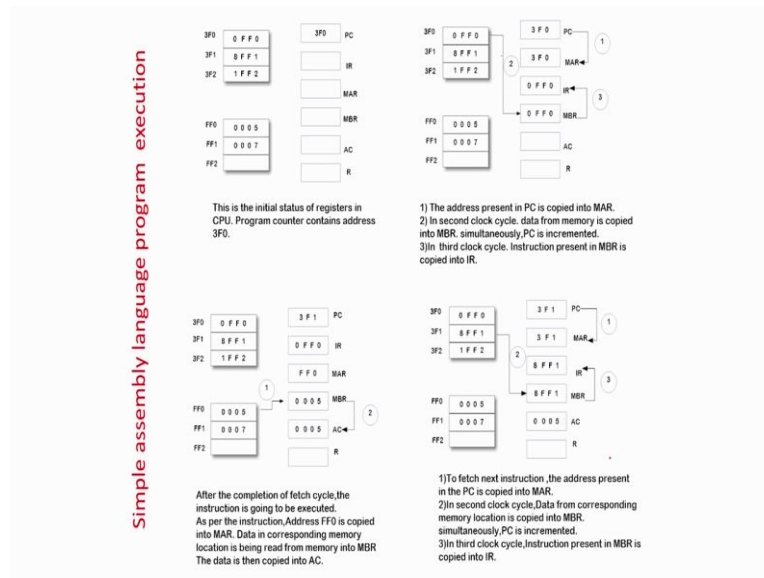 Simple assembly language program execution
3F0 0 F F 0 3F0 PC
3F1 8 F F 1 IR
3F2 1 F F 2 MAR
MBR
FF0 0 0 0 5
FF1 0 0 0 7 AC
FF2 R
This is the initial status of registers in
CPU. Program counter contains address
3F0.
3F0 0 F F 0 3 F 0 PC 1
3F1 8 F F 1 2 3 F 0 MAR
3F2 1 F F 2
0 F F 0 IR 3
0 F F 0 MBR
FF0 0 0 0 5
FF1 0 0 0 7 AC
FF2 R
1) The address present in PC is copied into MAR.
2) In second clock cycle. data from memory is copied
into MBR. simultaneously,PC is incremented.
3)In third clock cycle. Instruction present in MBR is
copied into IR.
3F0 0 F F 0 3 F 1 PC
3F1 8 F F 1 0 F F 0 IR
3F2 1 F F 2 F F 0 MAR
1 0 0 0 5 MBR 2
FF0 0 0 0 5
FF1 0 0 0 7 0 0 0 5 AC
FF2 R
After the completion of fetch cycle,the
instruction is going to be executed.
As per the instruction,Address FF0 is copied
into MAR. Data in corresponding memory
location is being read from memory into MBR
The data is then copied into AC.
3F0 0 F F 0 3 F 1 PC 1
3F1 8 F F 1 3 F 1 MAR
3F2 1 F F 2 2
8 F F 1 IR 3
8 F F 1 MBR
FF0 0 0 0 5
FF1 0 0 0 7 0 0 0 5 AC
FF2 R
1)To fetch next instruction ,the address present
in the PC is copied into MAR.
2)In second clock cycle,Data from corresponding
memory location is copied into MBR.
simultaneously,PC is incremented.
3)In third clock cycle,Instruction present in MBR is
copied into IR.